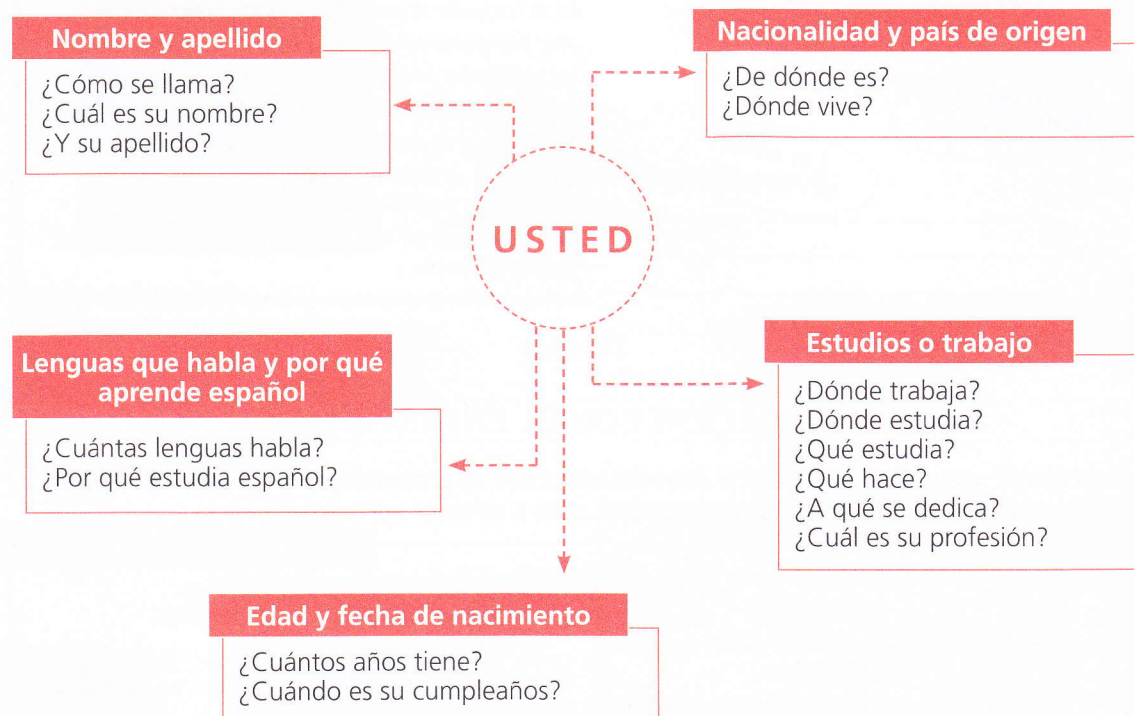 Nombre y apellido
¿Cómo se llama?
¿Cuál es su nombre?
¿Y su apellido?
Nacionalidad y país de origen
¿De dónde es?
¿Dónde vive?
USTED
Lenguas que habla y por qué
aprende español
¿Cuántas lenguas habla?
¿Por qué estudia español?
Estudios o trabajo
¿Dónde trabaja?
¿Dónde estudia?
¿Qué estudia?
¿Qué hace?
¿A qué se dedica?
¿Cuál es su profesión?
Edad y fecha de nacimiento
¿Cuántos años tiene?
¿Cuándo es su cumpleaños?